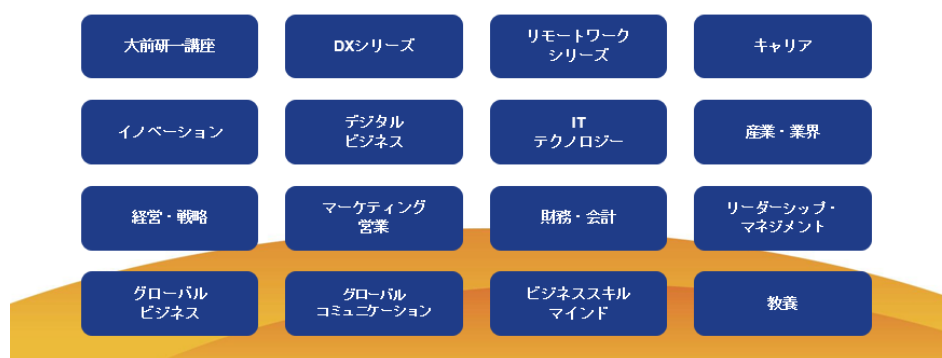 大前研一講座
DXシリーズ
リモートワーク
シリーズ
キャリア
イノベーション
デジタル
ビジネス
IT
テクノロジー
産業・業界
経営・戦略
マーケティング
営業
財務・会計
リーダーシップ・
マネジメント
グローバル
ビジネス
グローバル
コミュニケーション
ビジネススキル
マインド
教養